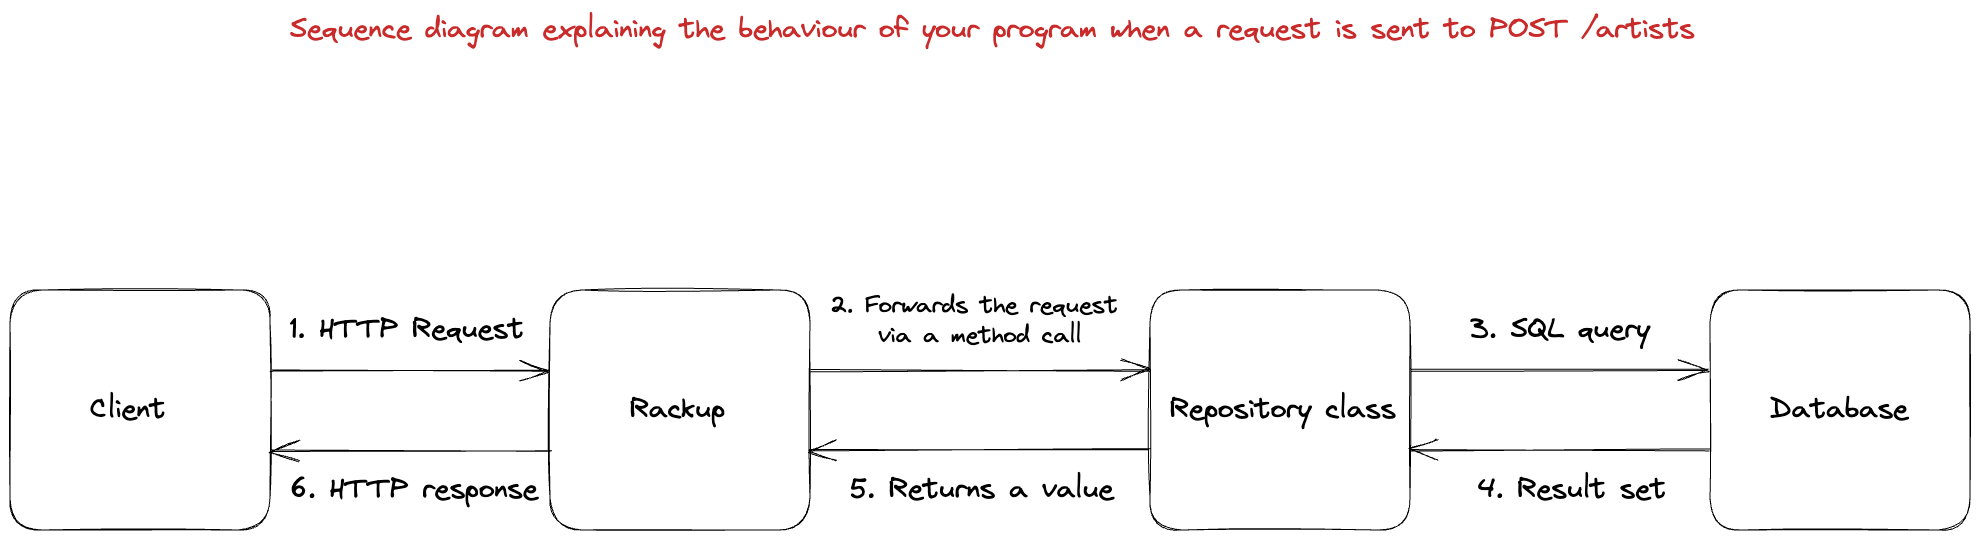 Sequence diagram explaining the behaviour of your program when a request is sent to POST /artists
1. HTTP Request
2. Forwards the request
via a method call
3. SQL query
Client
Rackup
Repository class
Database
6. HTTP response
5. Returns a value
4. Result set